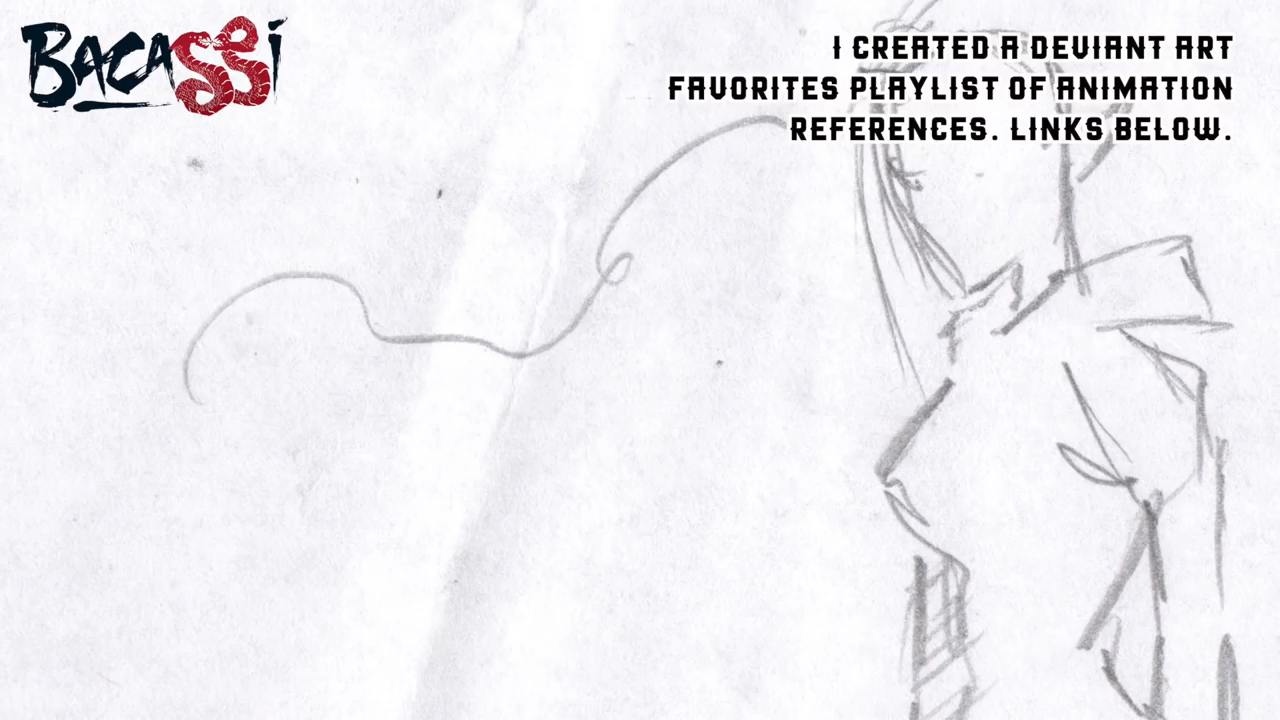 BACASSi
I CREATED A DEVIANT ART
FAVORITES PLAYLIST OF ANIMATION
REFERENCES. LINKS BELOW.